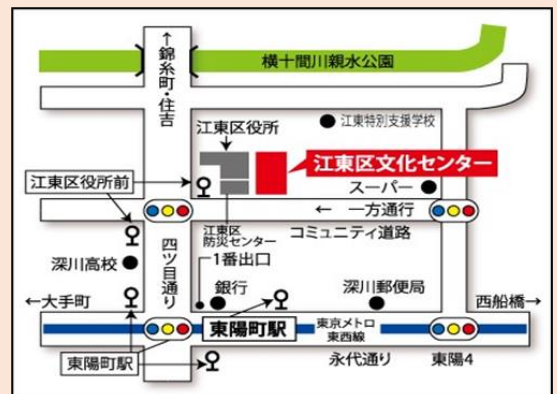 ↑錦糸町・住吉
横十間川親水公園
江東区役所
江東特別支援学校
江東区文化センター
江東区役所前
スーパー
← 一方通行
江東区
防災センター
コミュニティ道路
四ツ目通り
1番出口
深川高校
銀行
深川郵便局
←大手町
西船橋→
東陽町駅
東京メトロ
東西線
東陽町駅
永代通り
東陽4